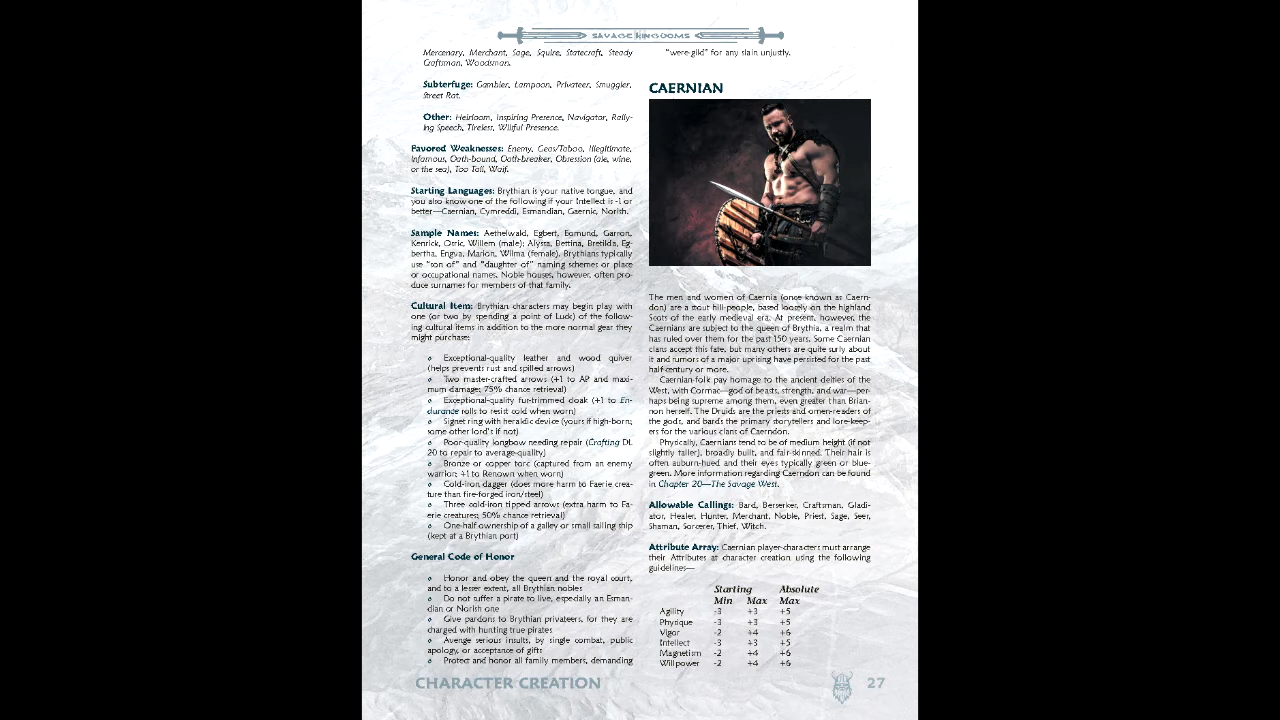 SAVAGE KINGDOMS
Mercenary, Merchant, Sage, Squire, Statecraft, Steady
Craftsman, Woodsman.
Subterfuge: Gambler, Lampoon, Privateer, Smuggler,
Street Rat.
Other: Heirloom, Inspiring Presence, Navigator, Rally-
ing Speech, Tireless, Willful Presence.
Favored Weaknesses: Enemy, Geas/Taboo, Illegitimate,
Infamous, Oath-bound, Oath-breaker, Obsession (ale, wine,
or the sea), Too Tall, Waif.
Starting Languages: Brythian is your native tongue, and
you also know one of the following if your Intellect is -1 or
better—Caernian, Cymreddi, Esmandian, Gaernic, Norish.
Sample Names: Aethelwald, Egbert, Edmund, Garron,
Kenrick, Osric, Willem (male); Alysta, Bettina, Bretilda, Eg-
bertha, Engva, Marion, Wilma (female). Brythians typically
use "son of" and "daughter of" naming schemes or place
or occupational names. Noble houses, however, often pro-
duce surnames for members of that family.
Cultural Item: Brythian characters may begin play with
one (or two by spending a point of Luck) of the follow-
ing cultural items in addition to the more normal gear they
might purchase:
o Exceptional-quality leather and wood quiver
(helps prevents rust and spilled arrows)
o Two master-crafted arrows (+1 to AP and maxi-
mum damage; 75% chance retrieval)
o Exceptional-quality fur-trimmed cloak (+1 to En-
durance rolls to resist cold when worn)
o Signet ring with heraldic device (yours if high-born;
some other lord's if not)
o Poor-quality longbow needing repair (Crafting DL
20 to repair to average-quality)
o Bronze or copper torc (captured from an enemy
warrior; +1 to Renown when worn)
o Cold-iron dagger (does more harm to Faerie crea-
ture than fire-forged iron/steel)
o Three cold-iron tipped arrows (extra harm to Fa-
erie creatures; 50% chance retrieval)
o One-half ownership of a galley or small sailing ship
(kept at a Brythian port)
General Code of Honor
o Honor and obey the queen and the royal court,
and to a lesser extent, all Brythian nobles
o Do not suffer a pirate to live, especially an Esman-
dian or Norish one
o Give pardons to Brythian privateers, for they are
charged with hunting true pirates
o Avenge serious insults, by single combat, public
apology, or acceptance of gifts
o Protect and honor all family members, demanding
"were-gild" for any slain unjustly.
CAERNIAN
The men and women of Caernia (once known as Caern-
don) are a stout hill-people, based loosely on the highland
Scots of the early medieval era. At present, however, the
Caernians are subject to the queen of Brythia, a realm that
has ruled over them for the past 150 years. Some Caernian
clans accept this fate, but many others are quite surly about
it and rumors of a major uprising have persisted for the past
half-century or more.
Caernian-folk pay homage to the ancient deities of the
West, with Cormac—god of beasts, strength, and war—per-
haps being supreme among them, even greater than Brian-
non herself. The Druids are the priests and omen-readers of
the gods, and bards the primary storytellers and lore-keep-
ers for the various clans of Caerndon.
Physically, Caernians tend to be of medium height (if not
slightly taller), broadly built, and fair-skinned. Their hair is
often auburn-hued and their eyes typically green or blue-
green. More information regarding Caerndon can be found
in Chapter 20—The Savage West.
Allowable Callings: Bard, Berserker, Craftsman, Gladi-
ator, Healer, Hunter, Merchant, Noble, Priest, Sage, Seer,
Shaman, Sorcerer, Thief, Witch.
Attribute Array: Caernian player-characters must arrange
their Attributes at character creation using the following
guidelines—
Starting Absolute
Min Max Max
Agility -3 +3 +5
Physique -3 +3 +5
Vigor -2 +4 +6
Intellect -3 +3 +5
Magnetism -2 +4 +6
Willpower -2 +4 +6
CHARACTER CREATION 27